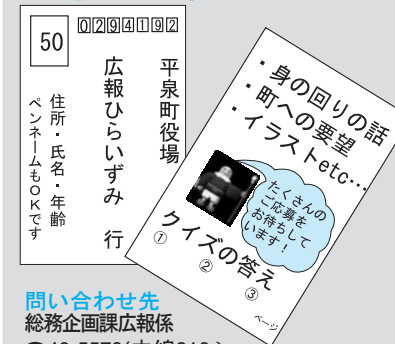 50
0294192
平泉町役場
広報ひらいずみ 行
住所・氏名・年齢
ペンネームもOKです
・身の回りの話
・町への要望
・イラストetc…
たくさんの
ご応募を
お待ちして
います！
クイズの答え
① ② ③
ページ
問い合わせ先
総務企画課広報係